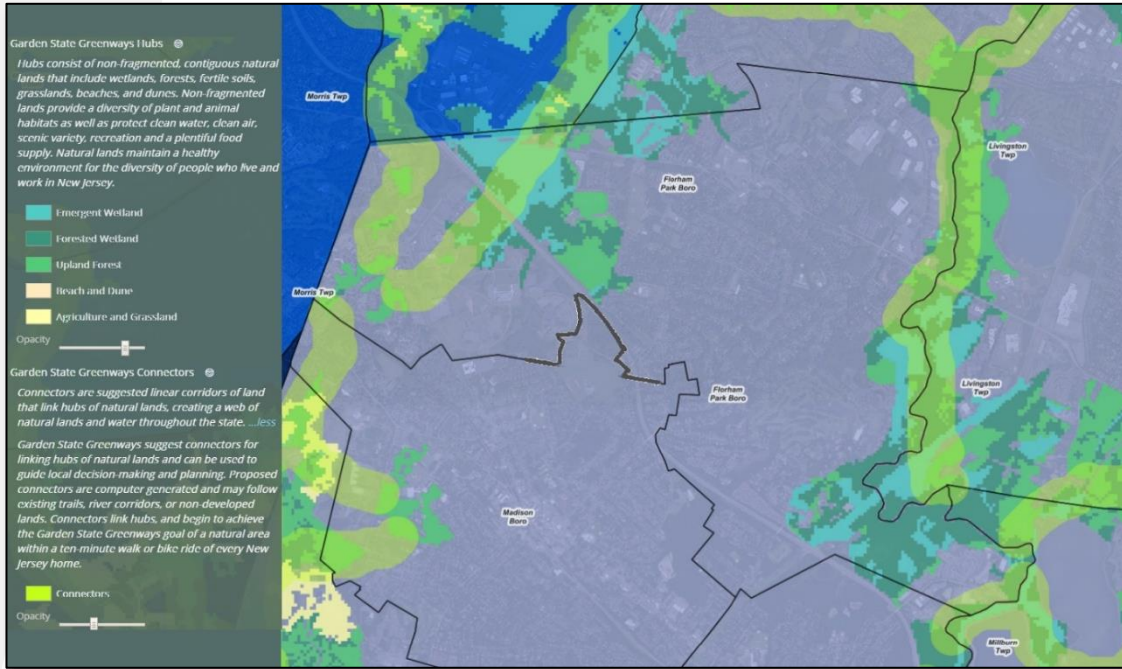 Garden State Greenways Hubs
Hubs consist of non-fragmented, contiguous natural
lands that include wetlands, forests, fertile soils,
grasslands, beaches, and dunes. Non-fragmented
lands provide a diversity of plant and animal
habitats as well as protect clean water, clean air,
scenic variety, recreation and a plentiful food
supply. Natural lands maintain a healthy
environment for the diversity of people who live and
work in New Jersey.
Emergent Wetland
Forested Wetland
Upland Forest
Beach and Dune
Agriculture and Grassland
Opacity
Garden State Greenways Connectors
Connectors are suggested linear corridors of land
that link hubs of natural lands, creating a web of
natural lands and water throughout the state. ...less
Garden State Greenways suggest connectors for
linking hubs of natural lands and can be used to
guide local decision-making and planning. Proposed
connectors are computer generated and may follow
existing trails, river corridors, or non-developed
lands. Connectors link hubs, and begin to achieve
the Garden State Greenways goal of a natural area
within a ten-minute walk or bike ride of every New
Jersey home.
Connectors
Opacity
Morris Twp
Livingston
Twp
Florham
Park Boro
Morris Twp
Florham
Park Boro
Livingston
Twp
Madison
Boro
Millburn
Twp